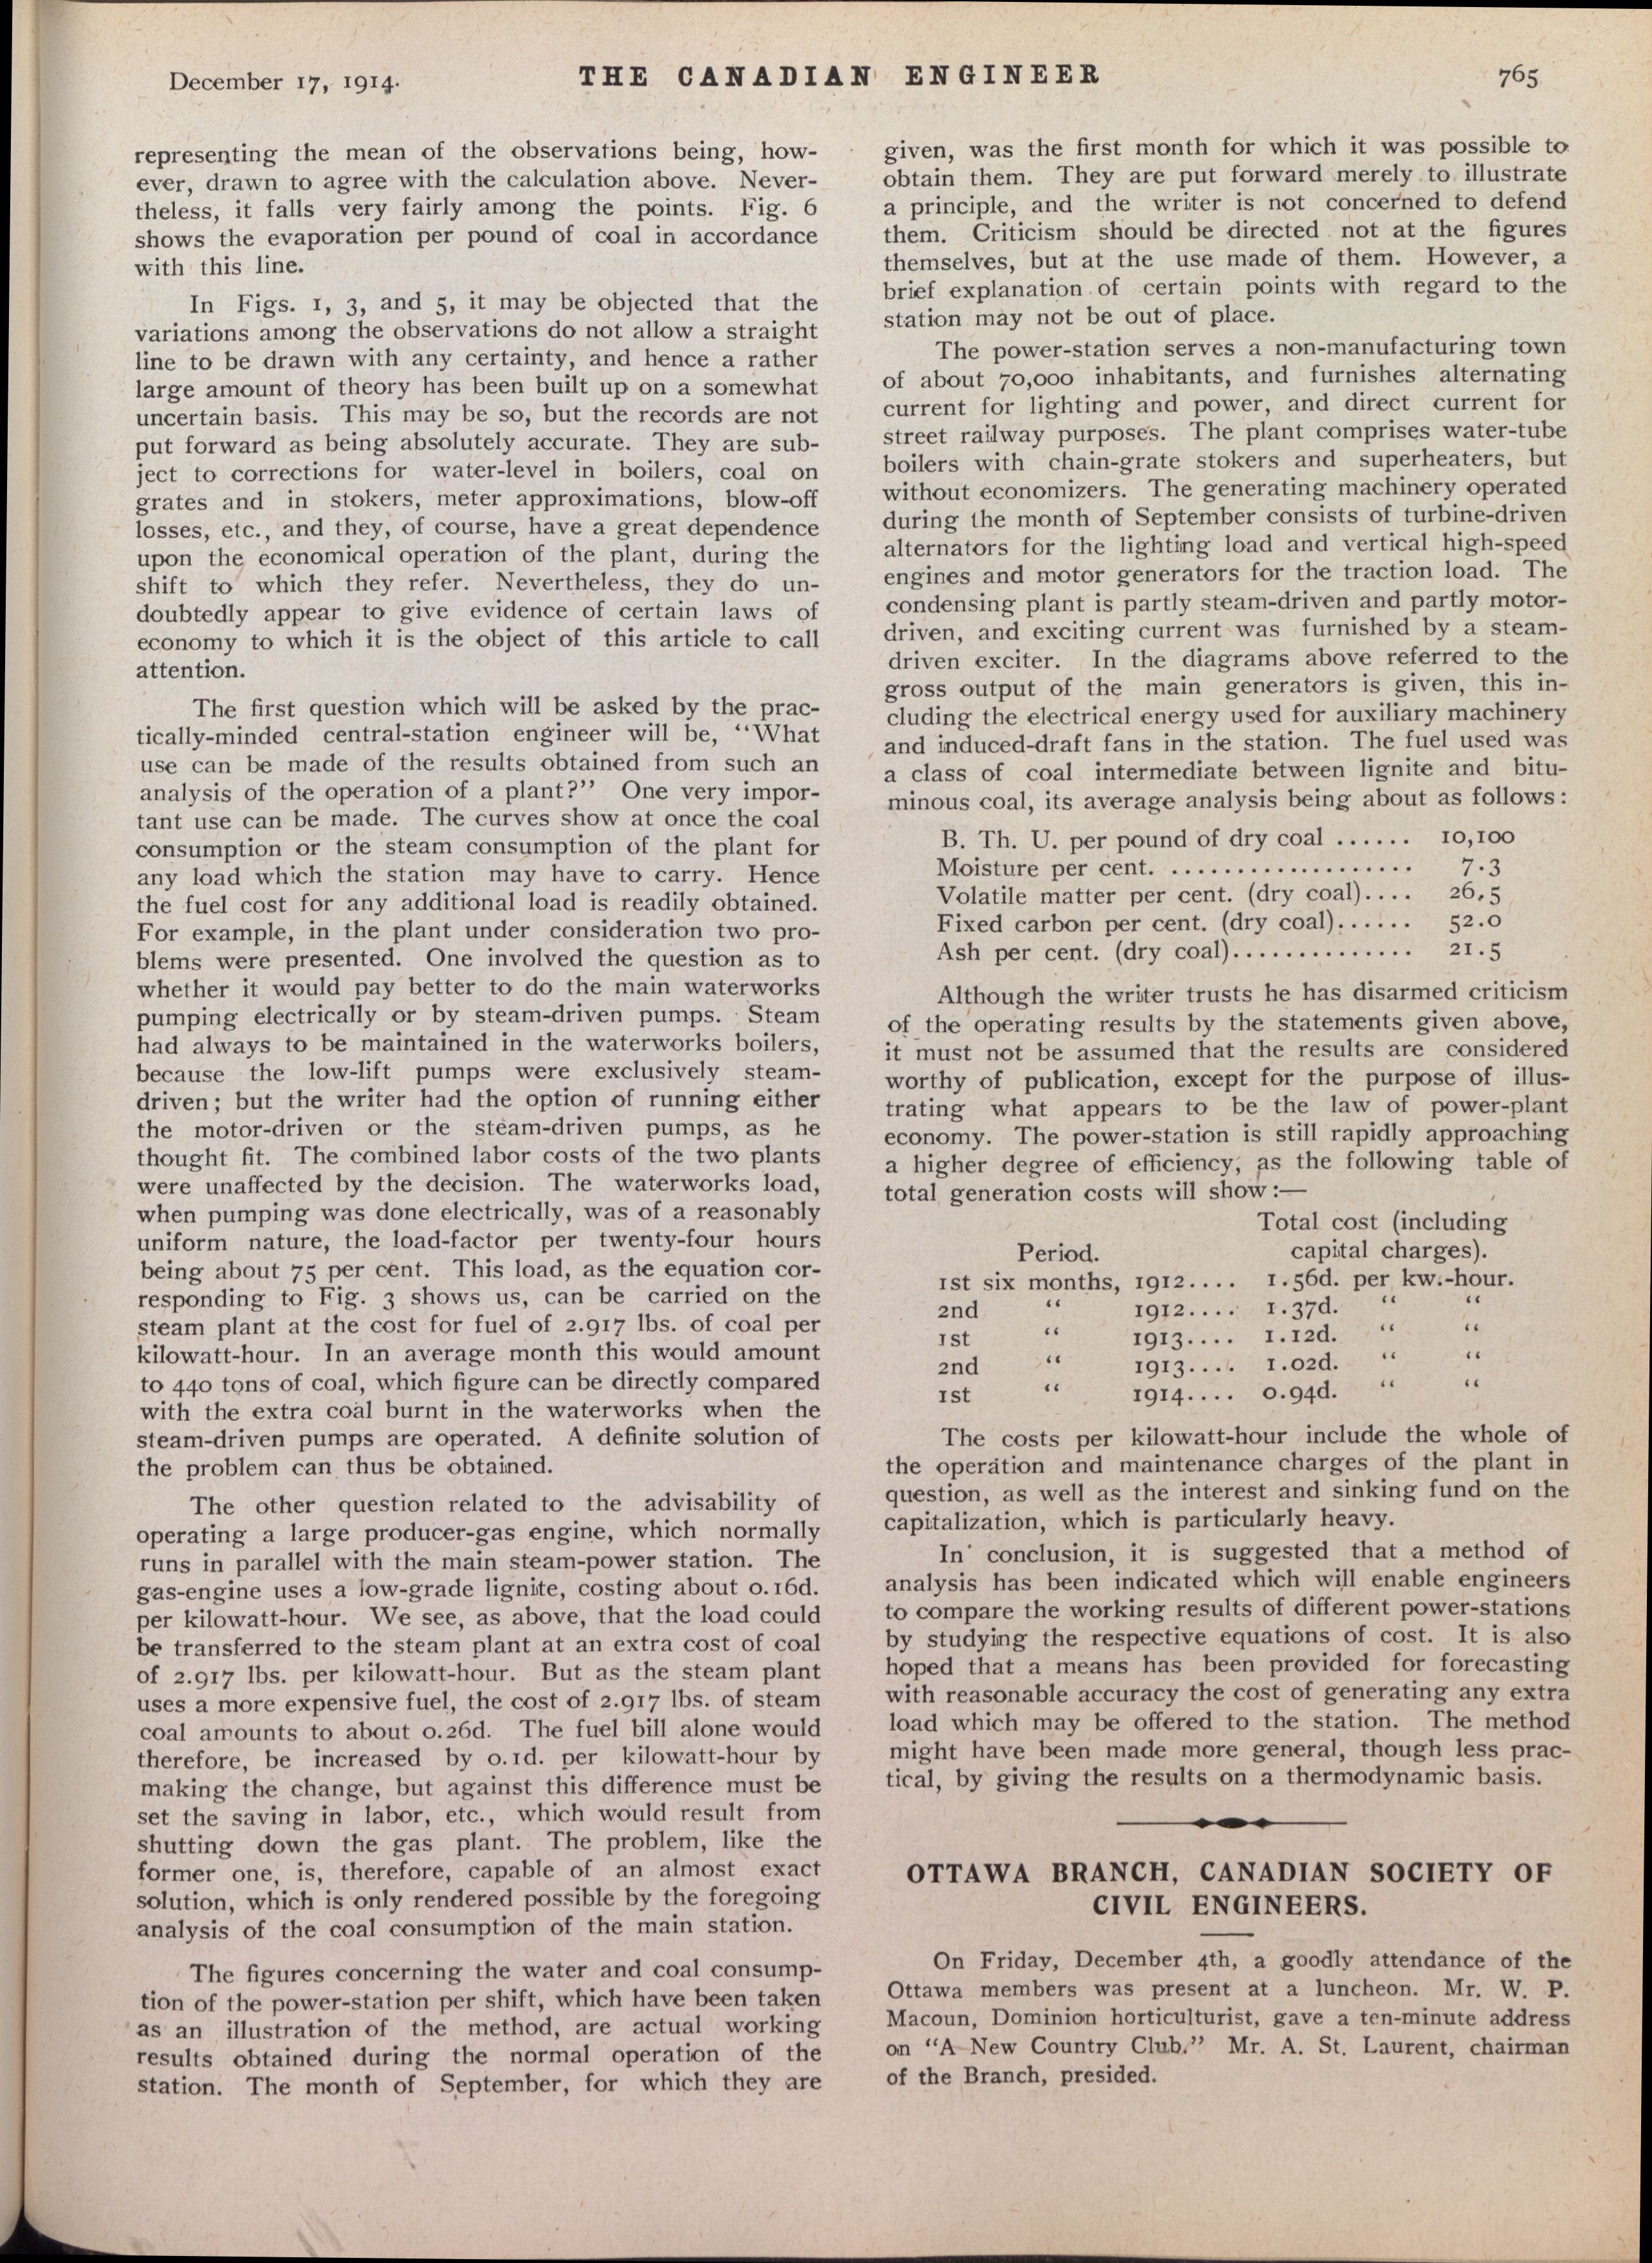 December 17, 1914.
THE CANADIAN ENGINEER
765
representing the mean of the observations being, how-
ever, drawn to agree with the calculation above. Never-
theless, it falls very fairly among the points. Fig. 6
shows the evaporation per pound of coal in accordance
with this line.
In Figs. 1, 3, and 5, it may be objected that the
variations among the observations do not allow a straight
line to be drawn with any certainty, and hence a rather
large amount of theory has been built up on a somewhat
uncertain basis. This may be so, but the records are not
put forward as being absolutely accurate. They are sub-
ject to corrections for water-level in boilers, coal on
grates and in stokers, meter approximations, blow-off
losses, etc., and they, of course, have a great dependence
upon the economical operation of the plant, during the
shift to which they refer. Nevertheless, they do un-
doubtedly appear to give evidence of certain laws of
economy to which it is the object of this article to call
attention.
The first question which will be asked by the prac-
tically-minded central-station engineer will be, "What
use can be made of the results obtained from such an
analysis of the operation of a plant?" One very impor-
tant use can be made. The curves show at once the coal
consumption or the steam consumption of the plant for
any load which the station may have to carry. Hence
the fuel cost for any additional load is readily obtained.
For example, in the plant under consideration two pro-
blems were presented. One involved the question as to
whether it would pay better to do the main waterworks
pumping electrically or by steam-driven pumps. Steam
had always to be maintained in the waterworks boilers,
because the low-lift pumps were exclusively steam-
driven; but the writer had the option of running either
the motor-driven or the steam-driven pumps, as he
thought fit. The combined labor costs of the two plants
were unaffected by the decision. The waterworks load,
when pumping was done electrically, was of a reasonably
uniform nature, the load-factor per twenty-four hours
being about 75 per cent. This load, as the equation cor-
responding to Fig. 3 shows us, can be carried on the
steam plant at the cost for fuel of 2.917 lbs. of coal per
kilowatt-hour. In an average month this would amount
to 440 tons of coal, which figure can be directly compared
with the extra coal burnt in the waterworks when the
steam-driven pumps are operated. A definite solution of
the problem can thus be obtained.
The other question related to the advisability of
operating a large producer-gas engine, which normally
runs in parallel with the main steam-power station. The
gas-engine uses a low-grade lignite, costing about 0.16d.
per kilowatt-hour. We see, as above, that the load could
be transferred to the steam plant at an extra cost of coal
of 2.917 lbs. per kilowatt-hour. But as the steam plant
uses a more expensive fuel, the cost of 2.917 lbs. of steam
coal amounts to about 0.26d. The fuel bill alone would
therefore, be increased by 0.1d. per kilowatt-hour by
making the change, but against this difference must be
set the saving in labor, etc., which would result from
shutting down the gas plant. The problem, like the
former one, is, therefore, capable of an almost exact
solution, which is only rendered possible by the foregoing
analysis of the coal consumption of the main station.
The figures concerning the water and coal consump-
tion of the power-station per shift, which have been taken
as an illustration of the method, are actual working
results obtained during the normal operation of the
station. The month of September, for which they are
given, was the first month for which it was possible to
obtain them. They are put forward merely to illustrate
a principle, and the writer is not concerned to defend
them. Criticism should be directed not at the figures
themselves, but at the use made of them. However, a
brief explanation of certain points with regard to the
station may not be out of place.
The power-station serves a non-manufacturing town
of about 70,000 inhabitants, and furnishes alternating
current for lighting and power, and direct current for
street railway purposes. The plant comprises water-tube
boilers with chain-grate stokers and superheaters, but
without economizers. The generating machinery operated
during the month of September consists of turbine-driven
alternators for the lighting load and vertical high-speed
engines and motor generators for the traction load. The
condensing plant is partly steam-driven and partly motor-
driven, and exciting current was furnished by a steam-
driven exciter. In the diagrams above referred to the
gross output of the main generators is given, this in-
cluding the electrical energy used for auxiliary machinery
and induced-draft fans in the station. The fuel used was
a class of coal intermediate between lignite and bitu-
minous coal, its average analysis being about as follows:
B. Th. U. per pound of dry coal ...... 10,100
Moisture per cent. ................... 7.3
Volatile matter per cent. (dry coal).... 26.5
Fixed carbon per cent. (dry coal)...... 52.0
Ash per cent. (dry coal).............. 21.5
Although the writer trusts he has disarmed criticism
of the operating results by the statements given above,
it must not be assumed that the results are considered
worthy of publication, except for the purpose of illus-
trating what appears to be the law of power-plant
economy. The power-station is still rapidly approaching
a higher degree of efficiency, as the following table of
total generation costs will show:—
Total cost (including
Period. capital charges).
1st six months, 1912.... 1.56d. per kw.-hour.
2nd " 1912.... 1.37d. " "
1st " 1913.... 1.12d. " "
2nd " 1913.... 1.02d. " "
1st " 1914.... 0.94d. " "
The costs per kilowatt-hour include the whole of
the operation and maintenance charges of the plant in
question, as well as the interest and sinking fund on the
capitalization, which is particularly heavy.
In conclusion, it is suggested that a method of
analysis has been indicated which will enable engineers
to compare the working results of different power-stations
by studying the respective equations of cost. It is also
hoped that a means has been provided for forecasting
with reasonable accuracy the cost of generating any extra
load which may be offered to the station. The method
might have been made more general, though less prac-
tical, by giving the results on a thermodynamic basis.
OTTAWA BRANCH, CANADIAN SOCIETY OF
CIVIL ENGINEERS.
On Friday, December 4th, a goodly attendance of the
Ottawa members was present at a luncheon. Mr. W. P.
Macoun, Dominion horticulturist, gave a ten-minute address
on "A New Country Club." Mr. A. St. Laurent, chairman
of the Branch, presided.